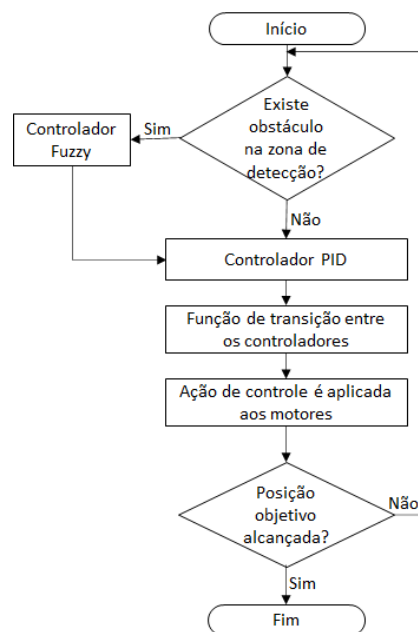 Início
Existe
obstáculo
na zona de
detecção?
Sim
Controlador
Fuzzy
Não
Controlador PID
Função de transição entre
os controladores
Ação de controle é aplicada
aos motores
Posição
objetivo
alcançada?
Não
Sim
Fim